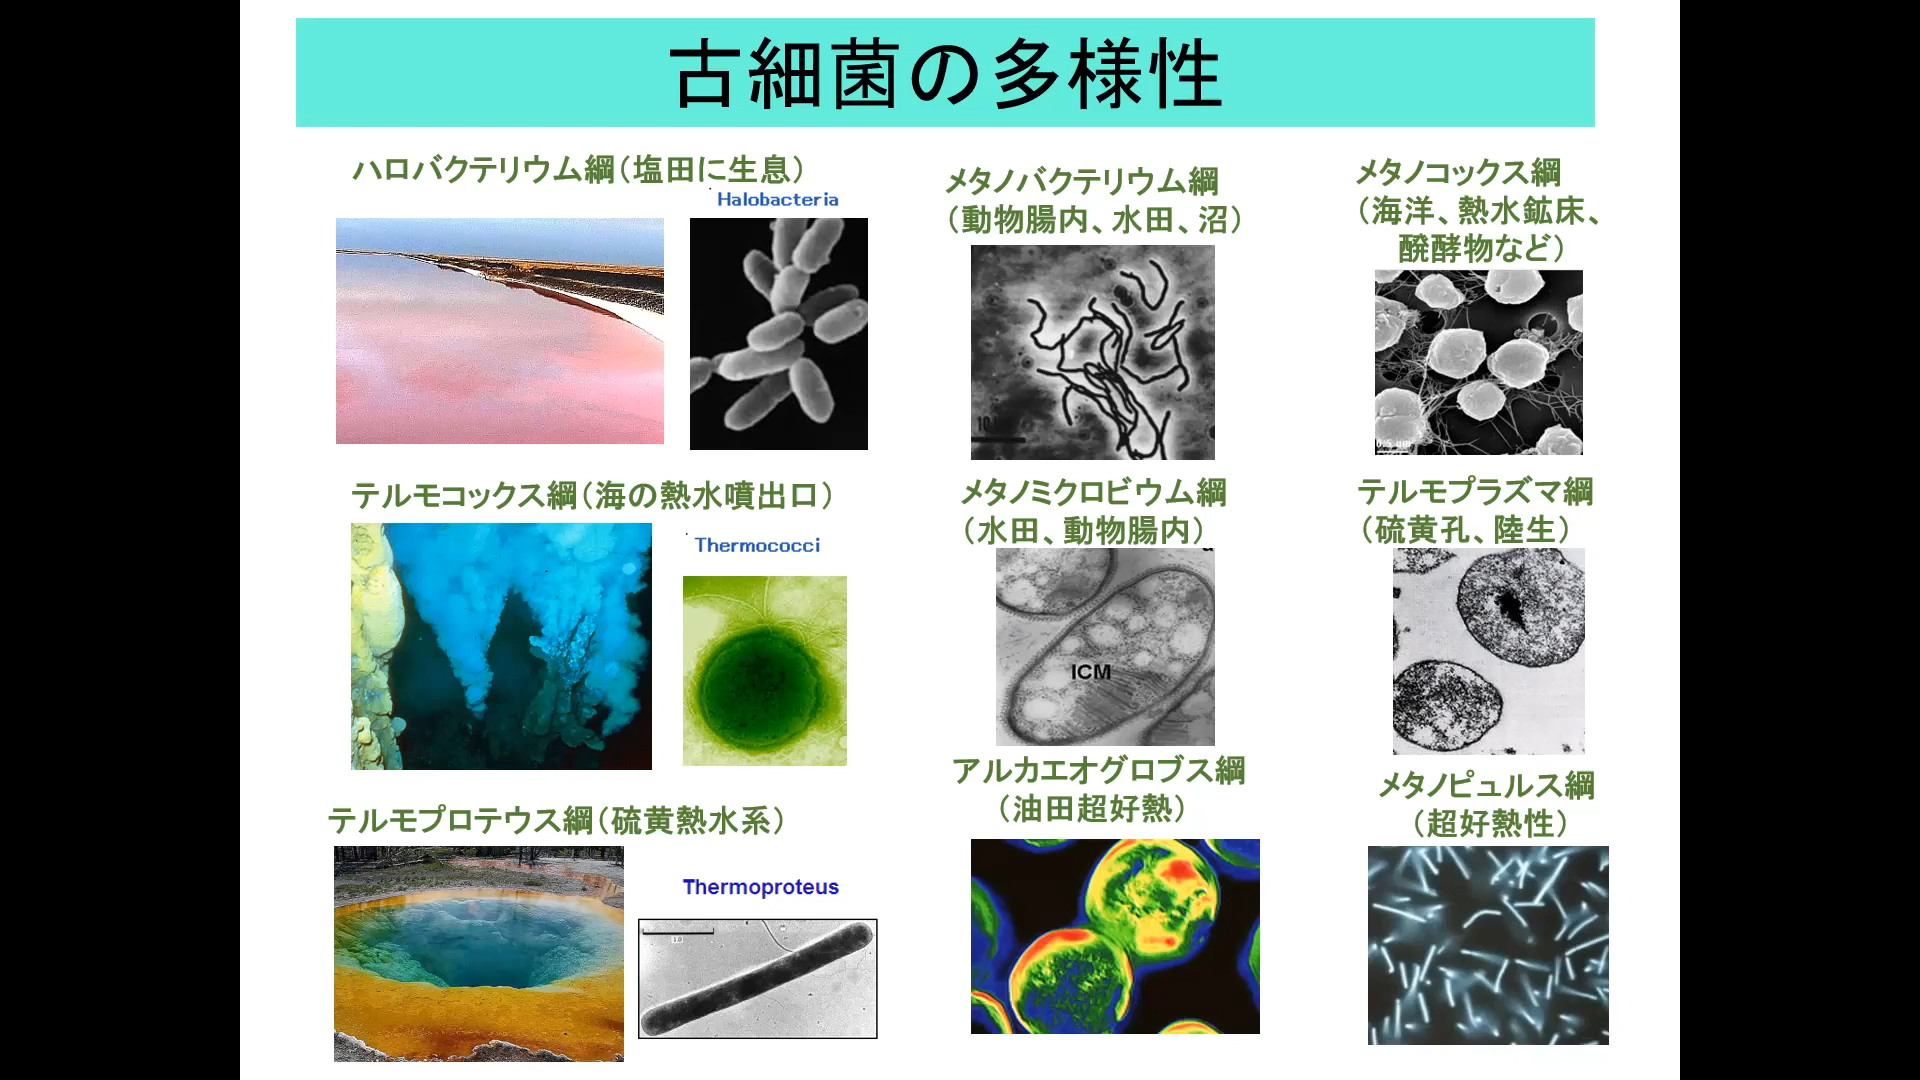 古細菌の多様性
ハロバクテリウム綱（塩田に生息）
Halobacteria
メタノバクテリウム綱
（動物腸内、水田、沼）
メタノコックス綱
（海洋、熱水鉱床、
醗酵物など）
テルモコックス綱（海の熱水噴出口）
Thermococci
メタノミクロビウム綱
（水田、動物腸内）
ICM
テルモプラズマ綱
（硫黄孔、陸生）
テルモプロテウス綱（硫黄熱水系）
Thermoproteus
1.0
アルカエオグロブス綱
（油田超好熱）
メタノピュルス綱
（超好熱性）